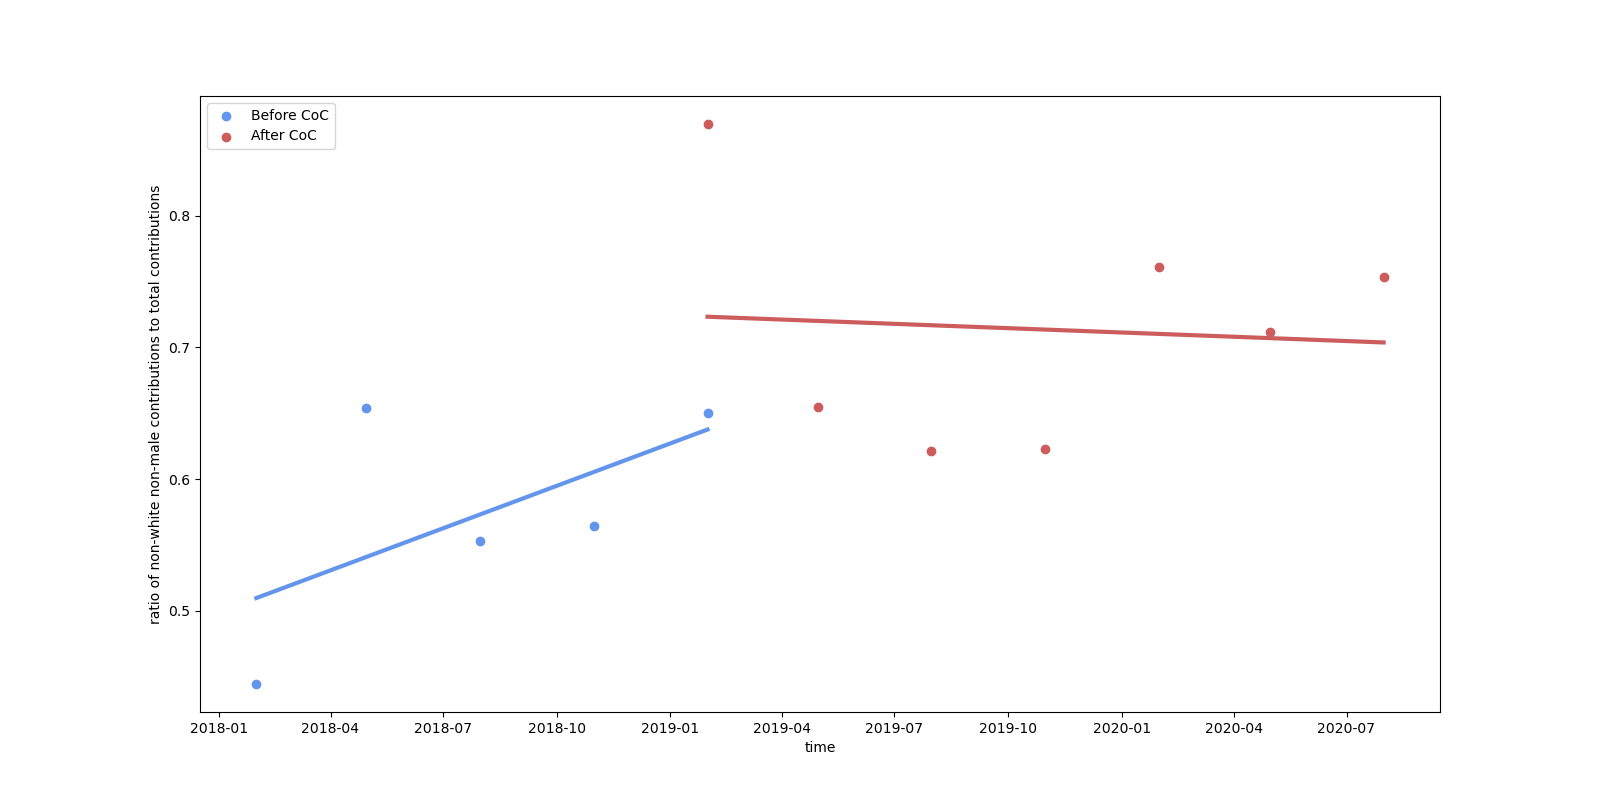 Before CoC
After CoC
ratio of non-white non-male contributions to total contributions
0.8
0.7
0.6
0.5
2018-01 2018-04 2018-07 2018-10 2019-01 2019-04 2019-07 2019-10 2020-01 2020-04 2020-07
time